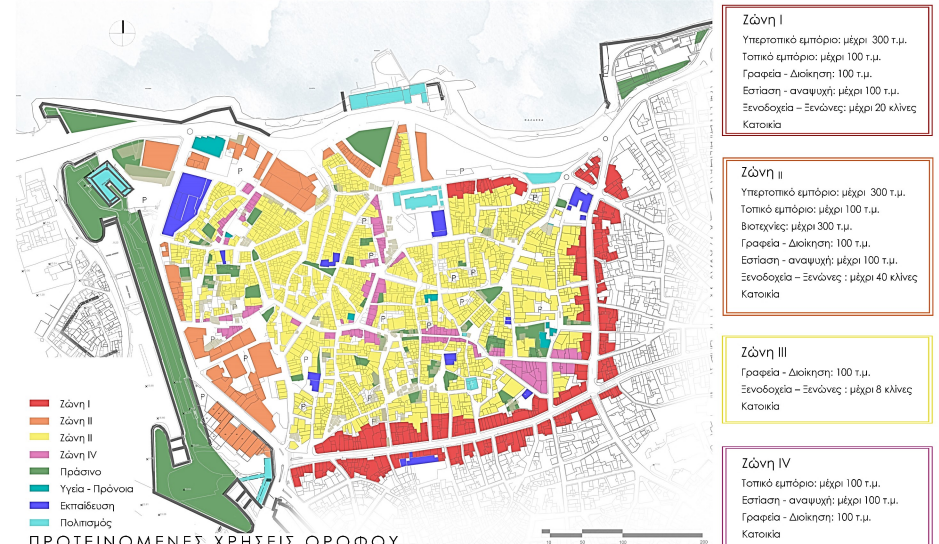 Ζώνη I
Υπερτοπικό εμπόριο: μέχρι 300 τ.μ.
Τοπικό εμπόριο: μέχρι 100 τ.μ.
Γραφεία - Διοίκηση: 100 τ.μ.
Εστίαση - αναψυχή: μέχρι 100 τ.μ.
Ξενοδοχεία – Ξενώνες: μέχρι 20 κλίνες
Κατοικία
Ζώνη II
Υπερτοπικό εμπόριο: μέχρι 300 τ.μ.
Τοπικό εμπόριο: μέχρι 100 τ.μ.
Βιοτεχνίες: μέχρι 300 τ.μ.
Γραφεία - Διοίκηση: 100 τ.μ.
Εστίαση - αναψυχή: μέχρι 100 τ.μ.
Ξενοδοχεία – Ξενώνες : μέχρι 40 κλίνες
Κατοικία
Ζώνη III
Γραφεία - Διοίκηση: 100 τ.μ.
Ξενοδοχεία – Ξενώνες : μέχρι 8 κλίνες
Κατοικία
Ζώνη IV
Τοπικό εμπόριο: μέχρι 100 τ.μ.
Εστίαση - αναψυχή: μέχρι 100 τ.μ.
Γραφεία - Διοίκηση: 100 τ.μ.
Κατοικία
P
P
P
P
P
P
P
P
P
P
P
Ζώνη I
Ζώνη II
Ζώνη II
Ζώνη IV
Πράσινο
Υγεία - Πρόνοια
Εκπαίδευση
Πολιτισμός
ΠΡΟΤΕΙΝΟΜΕΝΕΣ ΧΡΗΣΕΙΣ ΟΡΟΦΟΥ